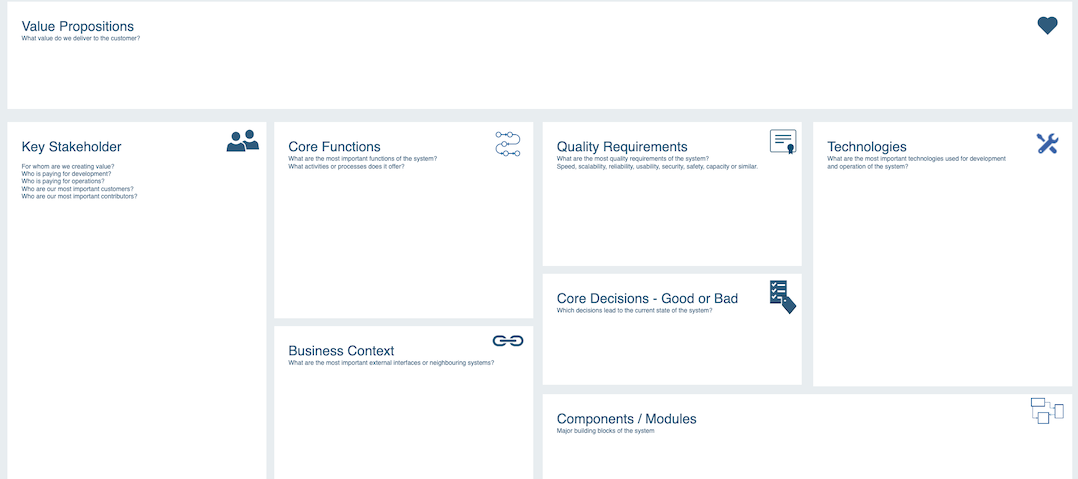 Value Propositions
What value do we deliver to the customer?
Key Stakeholder
For whom are we creating value?
Who is paying for development?
Who is paying for operations?
Who are our most important customers?
Who are our most important contributors?
Core Functions
What are the most important functions of the system?
What activities or processes does it offer?
Business Context
What are the most important external interfaces or neighbouring systems?
Quality Requirements
What are the most quality requirements of the system?
Speed, scalability, reliability, usability, security, safety, capacity or similar.
Core Decisions - Good or Bad
Which decisions lead to the current state of the system?
Technologies
What are the most important technologies used for development
and operation of the system?
Components / Modules
Major building blocks of the system